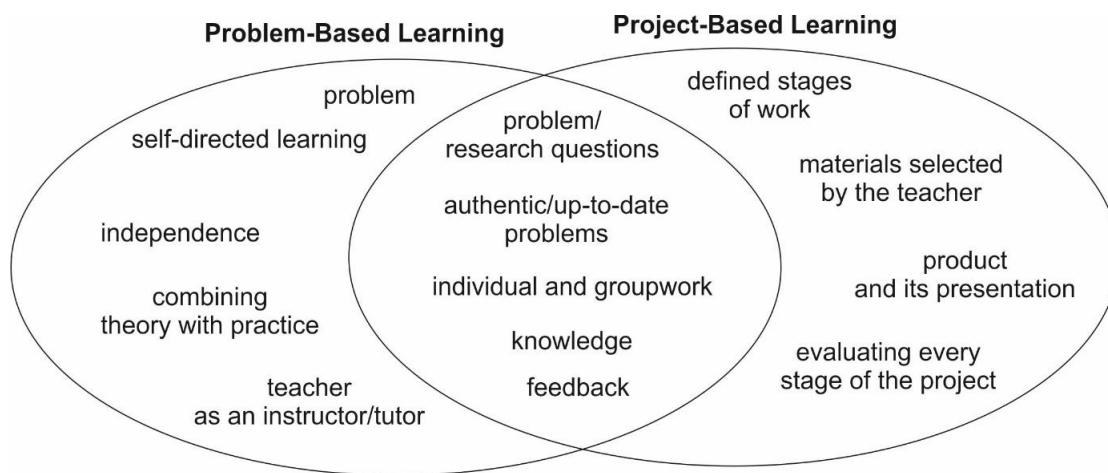 Problem-Based Learning
problem
self-directed learning
independence
combining
theory with practice
teacher
as an instructor/tutor
problem/
research questions
authentic/up-to-date
problems
individual and groupwork
knowledge
feedback
Project-Based Learning
defined stages
of work
materials selected
by the teacher
product
and its presentation
evaluating every
stage of the project